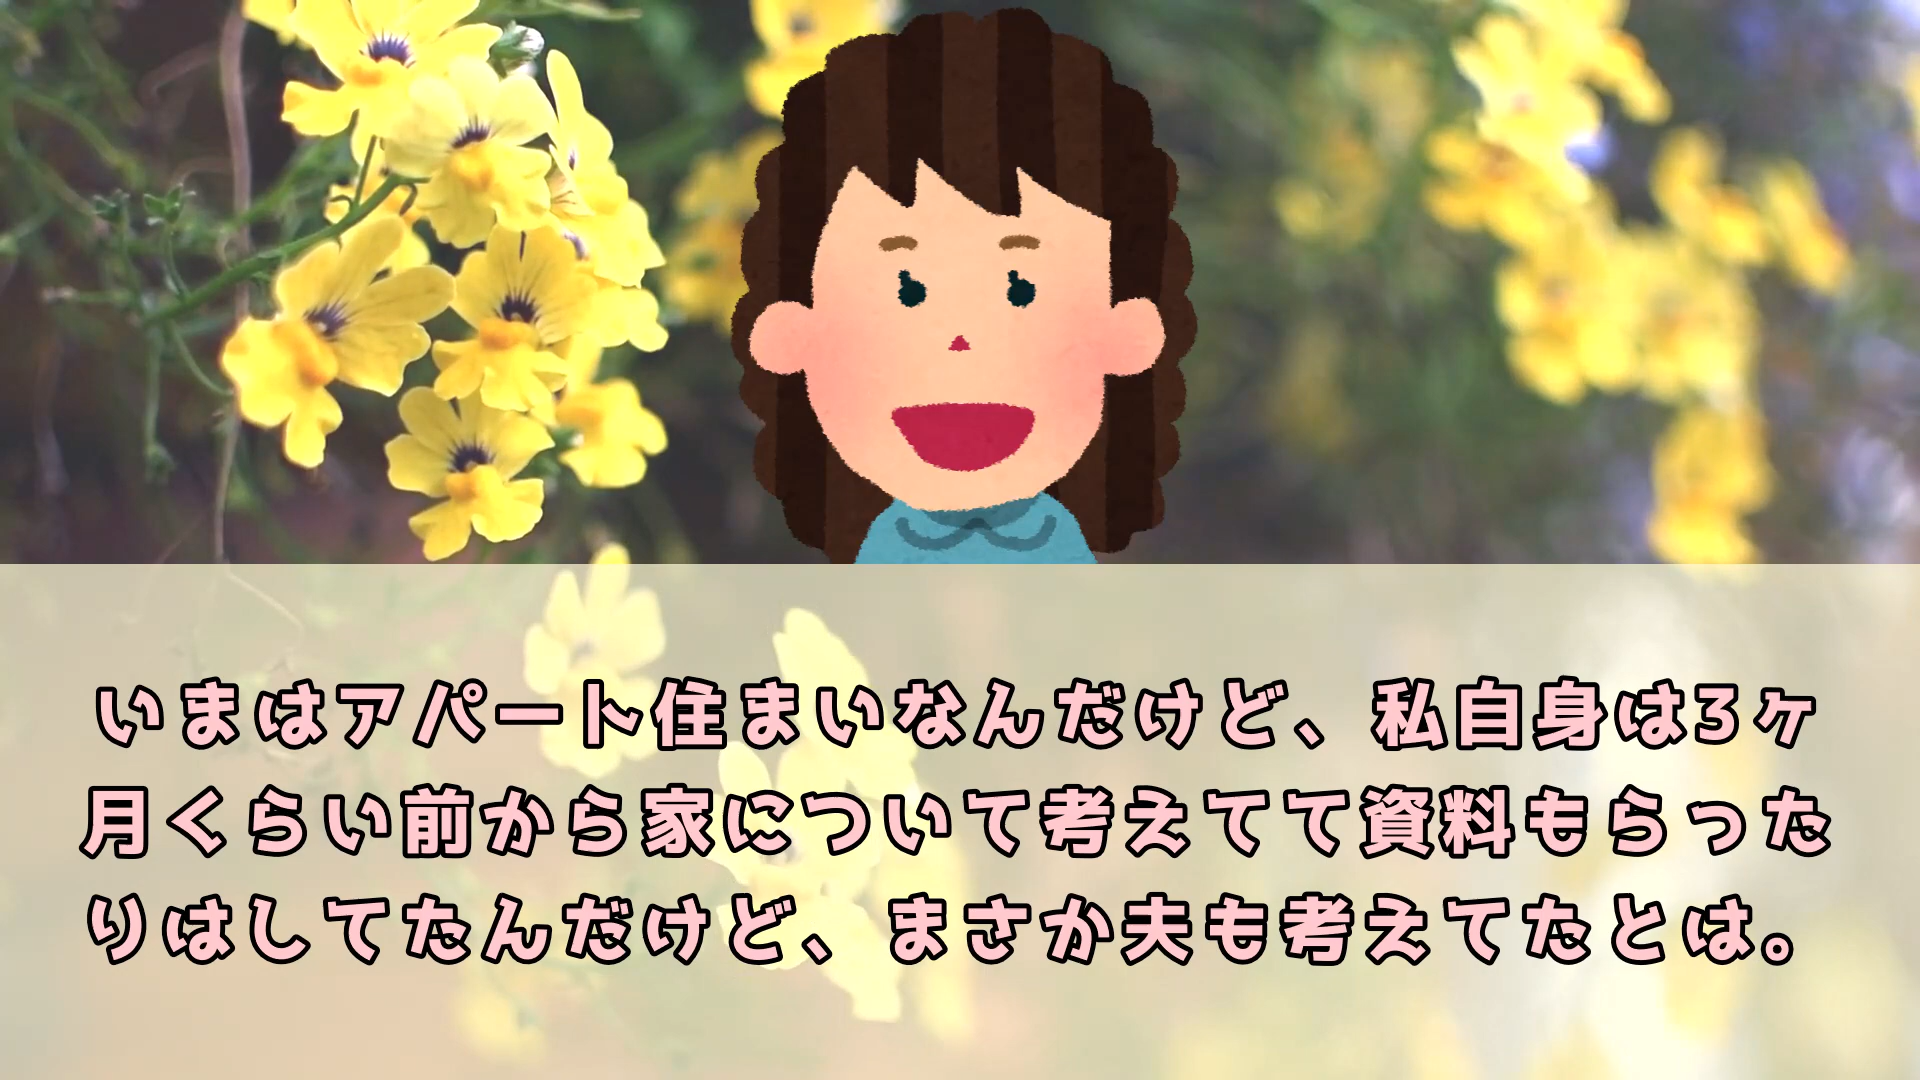 いまはアパート住まいなんだけど、私自身は3ヶ
月くらい前から家について考えてて資料もらった
りはしてたんだけど、まさか夫も考えてたとは。